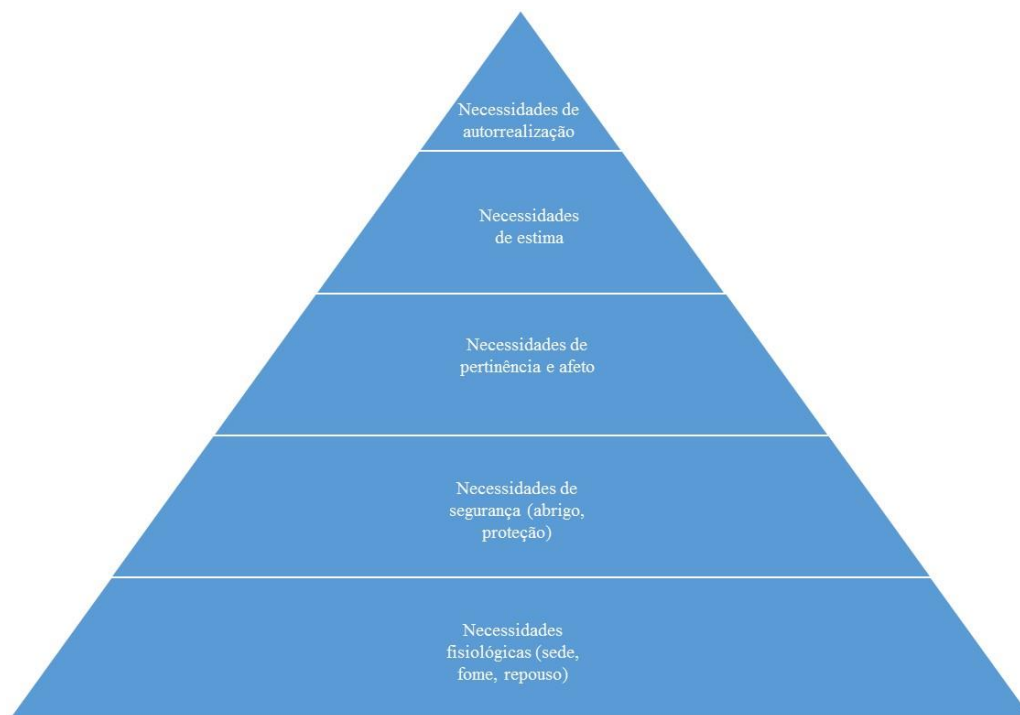 Necessidades de
autorrealização
Necessidades
de estima
Necessidades de
pertinência e afeto
Necessidades de
segurança (abrigo,
proteção)
Necessidades
fisiológicas (sede,
fome, repouso)